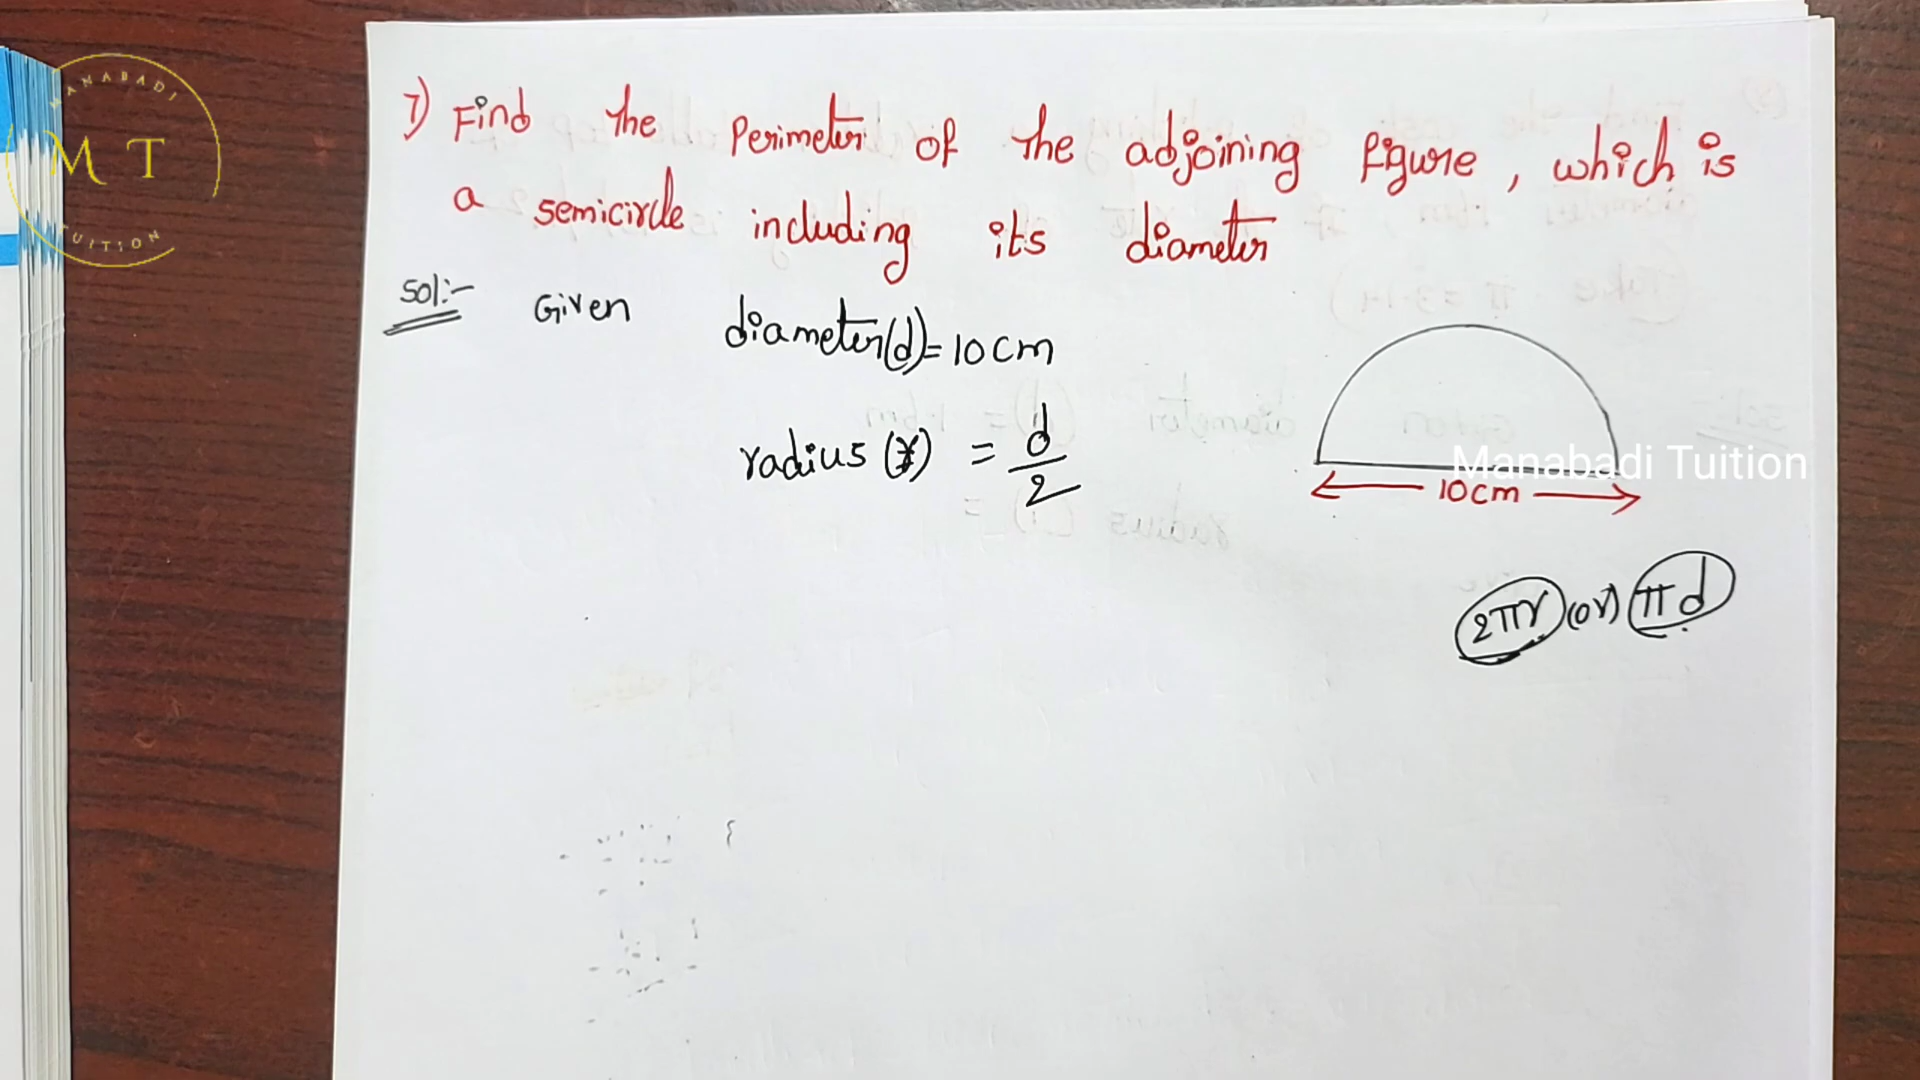 MANABADI
MT
TUITION
7) Find the Perimeter of the adjoining figure, which is
a semicircle including its diameter
Sol:- Given diameter(d)=10cm
radius (r) = d/2
Manabadi Tuition
10cm
2πr (or) πd